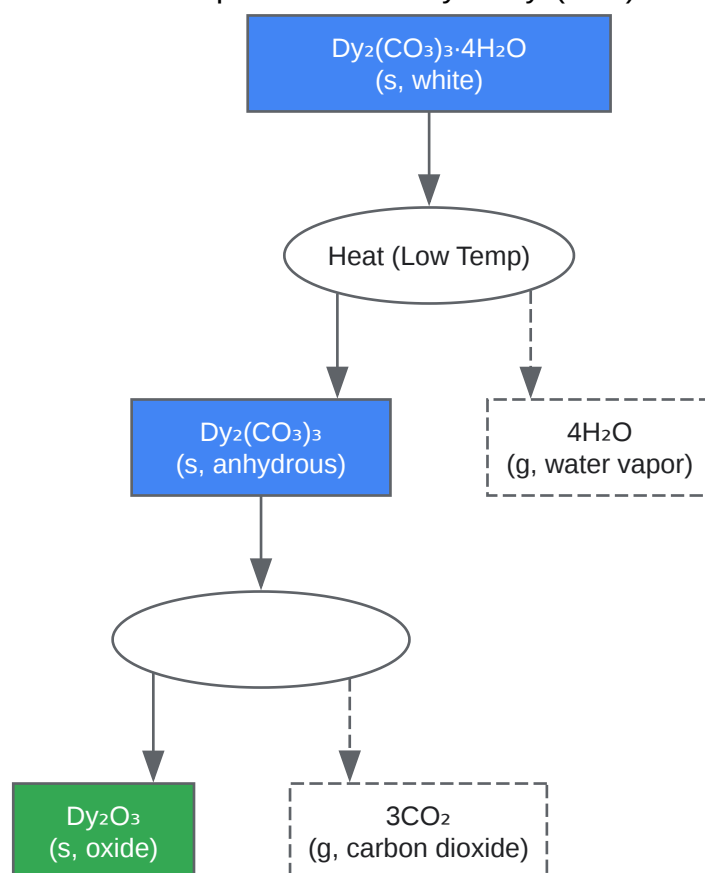 Dy₂(CO₃)₃·4H₂O
(s, white)
Heat (Low Temp)
Dy₂(CO₃)₃
(s, anhydrous)
4H₂O
(g, water vapor)
Dy₂O₃
(s, oxide)
3CO₂
(g, carbon dioxide)